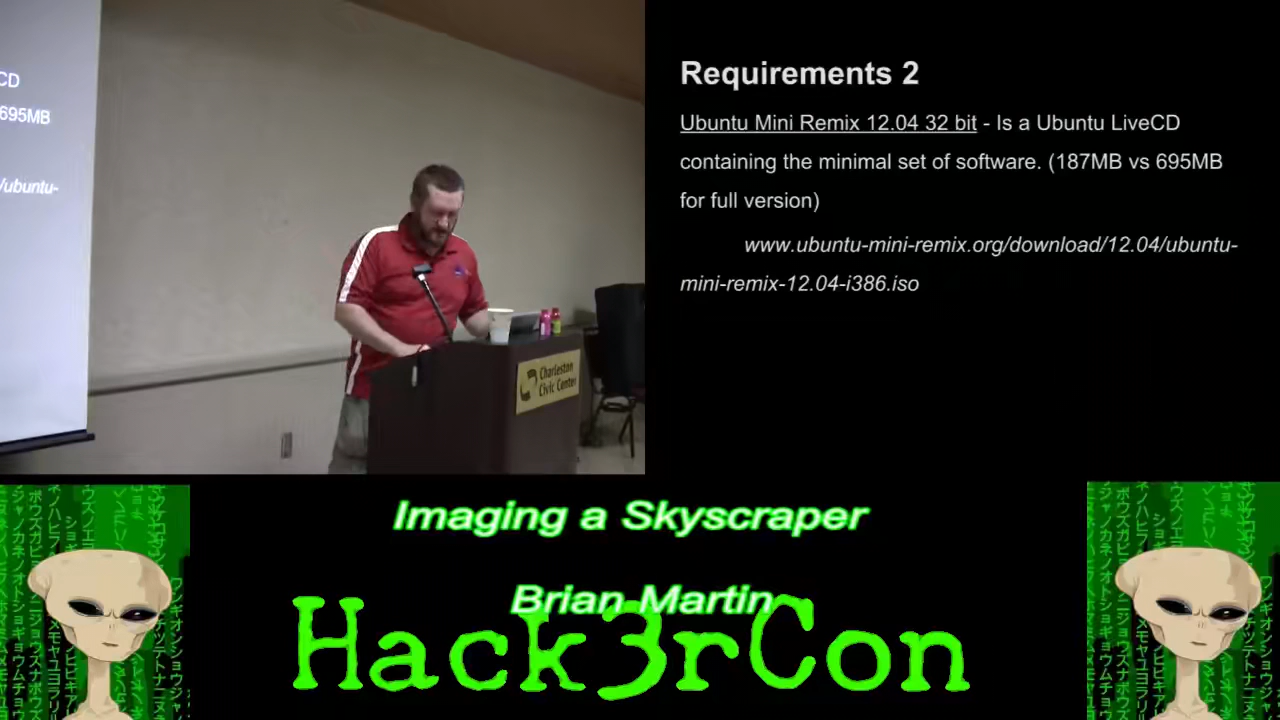 CD
695MB
/ubuntu-
Charleston
Civic Center
Requirements 2
Ubuntu Mini Remix 12.04 32 bit - Is a Ubuntu LiveCD
containing the minimal set of software. (187MB vs 695MB
for full version)
www.ubuntu-mini-remix.org/download/12.04/ubuntu-
mini-remix-12.04-i386.iso
Imaging a Skyscraper
Brian Martin
Hack3rCon